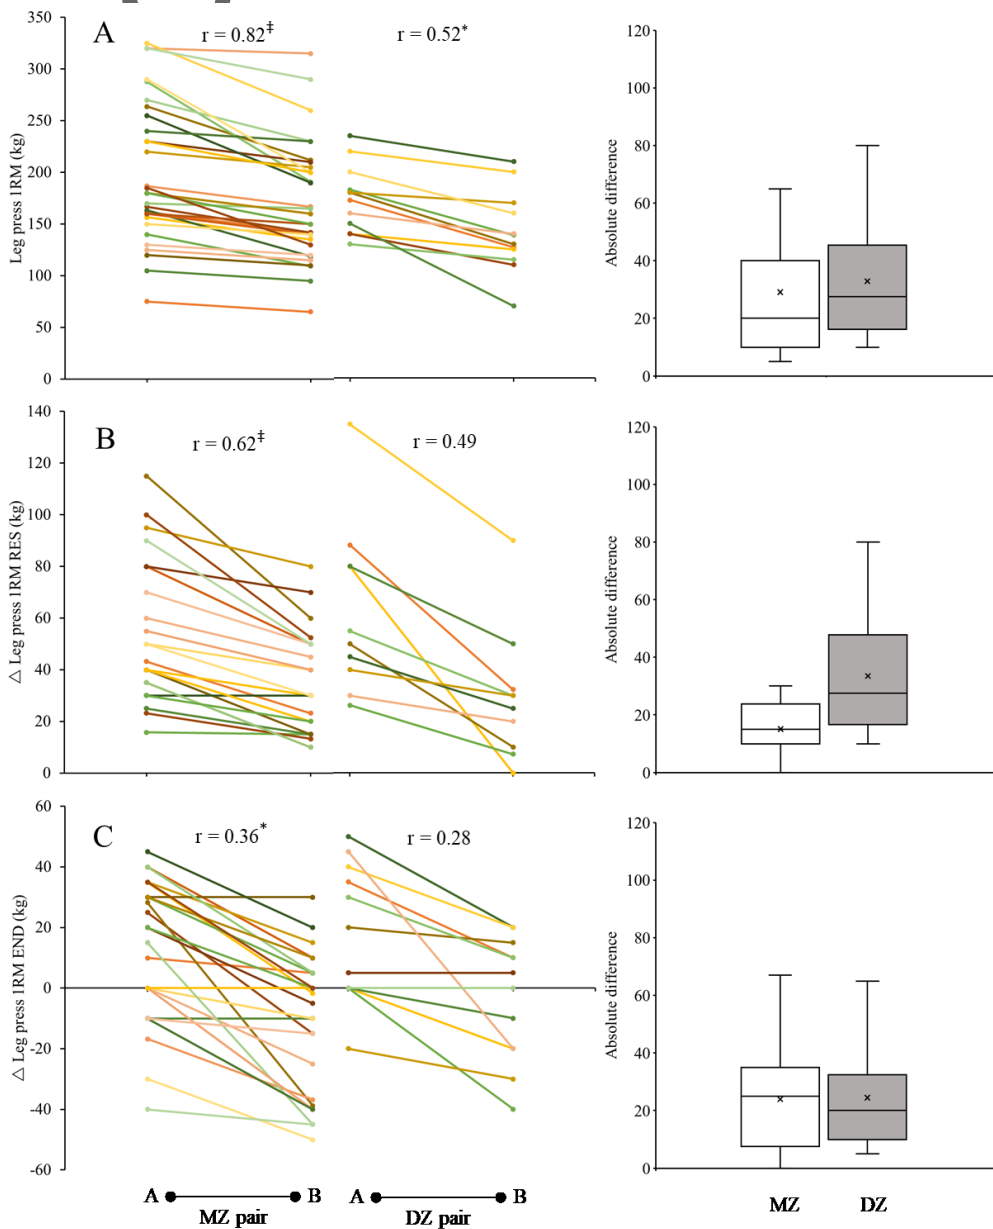 A
r = 0.82‡
r = 0.52*
Leg press 1RM (kg)
350
300
250
200
150
100
50
0
Absolute difference
120
100
80
60
40
20
0
B
r = 0.62‡
r = 0.49
△ Leg press 1RM RES (kg)
140
120
100
80
60
40
20
0
Absolute difference
120
100
80
60
40
20
0
C
r = 0.36*
r = 0.28
△ Leg press 1RM END (kg)
60
40
20
0
-20
-40
-60
Absolute difference
120
100
80
60
40
20
0
A B A B
MZ pair DZ pair
MZ DZ